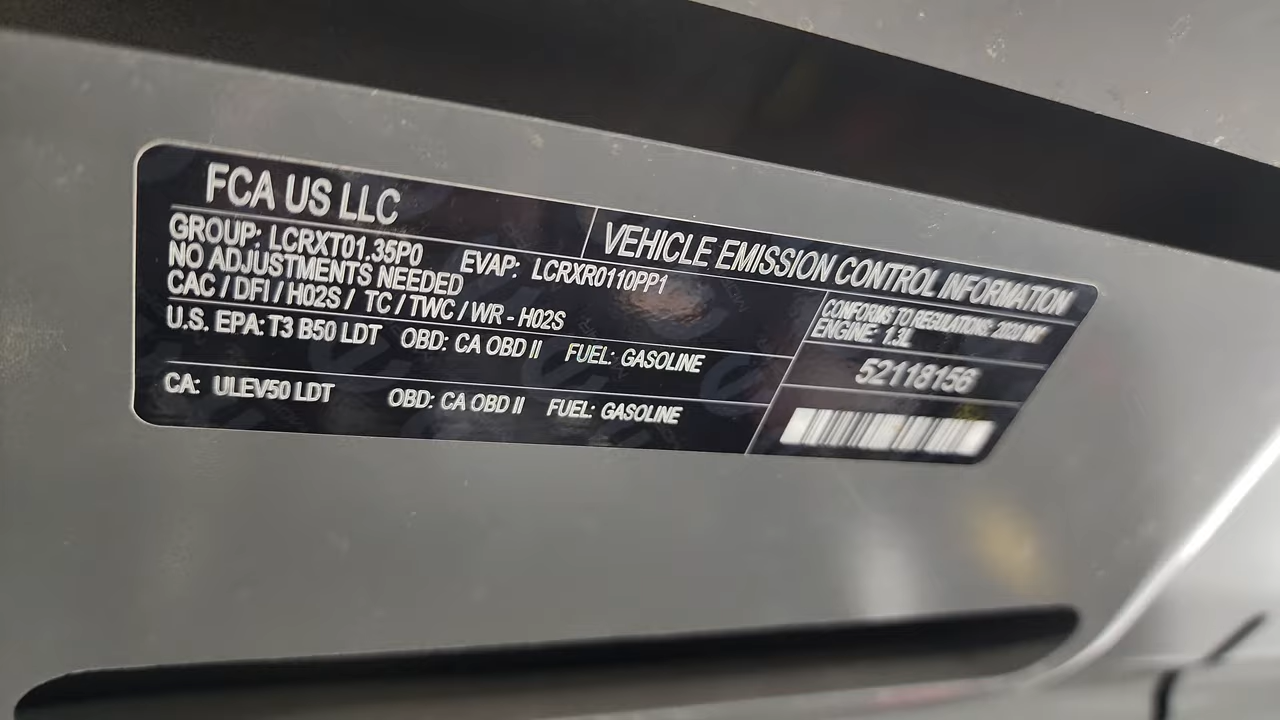 FCA US LLC
VEHICLE EMISSION CONTROL INFORMATION
GROUP: LCRXT01.35P0 EVAP: LCRXR0110PP1
NO ADJUSTMENTS NEEDED
CAC / DFI / H02S / TC / TWC / WR - H02S
CONFORMS TO REGULATIONS: 2020 MY
ENGINE: 1.3L
U.S. EPA: T3 B50 LDT OBD: CA OBD II FUEL: GASOLINE
52118156
CA: ULEV50 LDT OBD: CA OBD II FUEL: GASOLINE